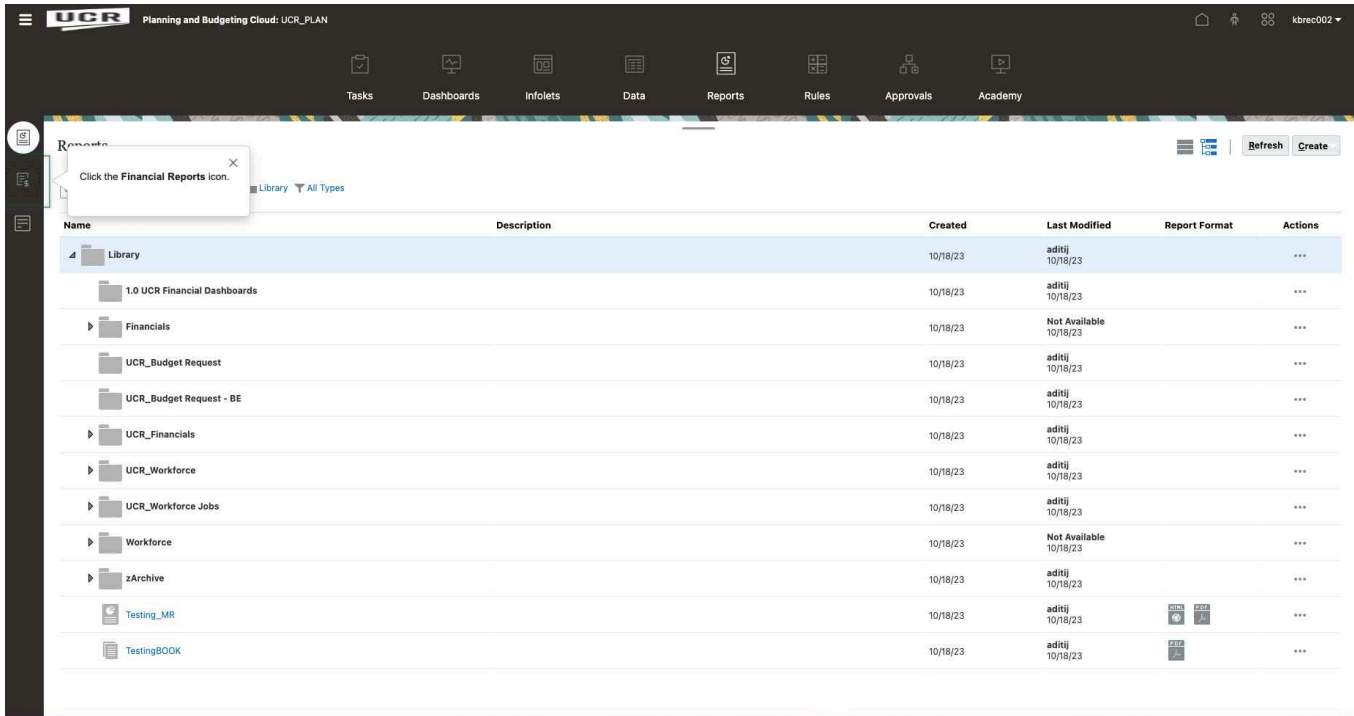 UCR Planning and Budgeting Cloud: UCR_PLAN kbrec002
Tasks Dashboards Infolets Data Reports Rules Approvals Academy
Reports
Refresh Create
Click the Financial Reports icon.
Library All Types
Name Description Created Last Modified Report Format Actions
Library 10/18/23 aditij 10/18/23
1.0 UCR Financial Dashboards 10/18/23 aditij 10/18/23
Financials 10/18/23 Not Available 10/18/23
UCR_Budget Request 10/18/23 aditij 10/18/23
UCR_Budget Request - BE 10/18/23 aditij 10/18/23
UCR_Financials 10/18/23 aditij 10/18/23
UCR_Workforce 10/18/23 aditij 10/18/23
UCR_Workforce Jobs 10/18/23 aditij 10/18/23
Workforce 10/18/23 Not Available 10/18/23
zArchive 10/18/23 aditij 10/18/23
Testing_MR 10/18/23 aditij 10/18/23 HTML PDF
TestingBOOK 10/18/23 aditij 10/18/23 PDF